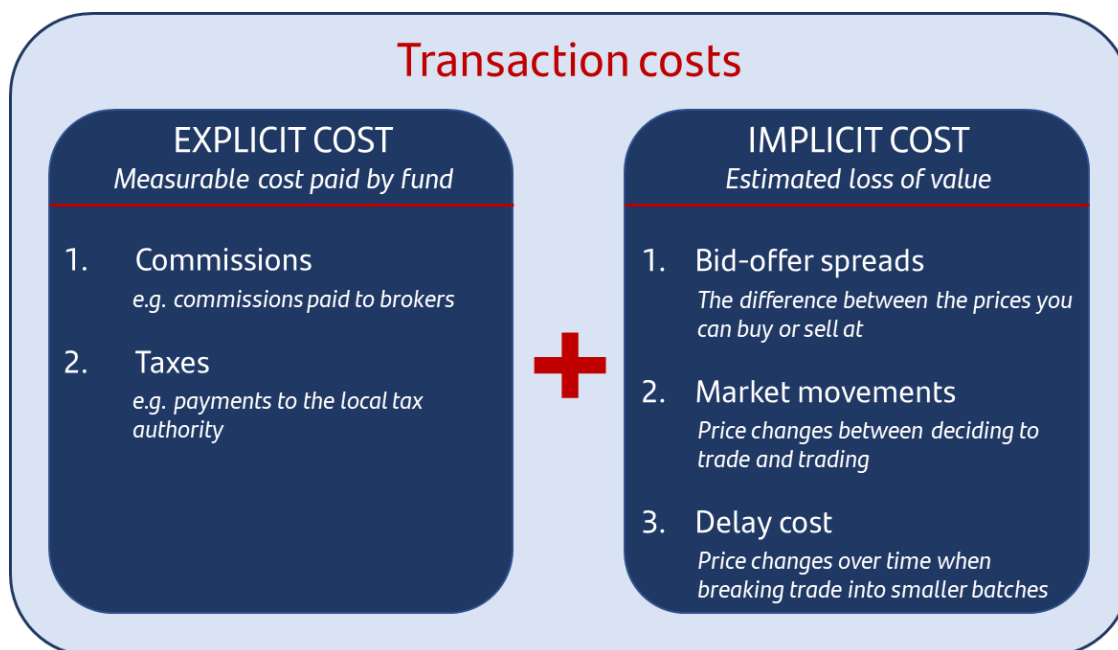 Transaction costs
EXPLICIT COST
Measurable cost paid by fund
1. Commissions
e.g. commissions paid to brokers
2. Taxes
e.g. payments to the local tax
authority
+
IMPLICIT COST
Estimated loss of value
1. Bid-offer spreads
The difference between the prices you
can buy or sell at
2. Market movements
Price changes between deciding to
trade and trading
3. Delay cost
Price changes over time when
breaking trade into smaller batches